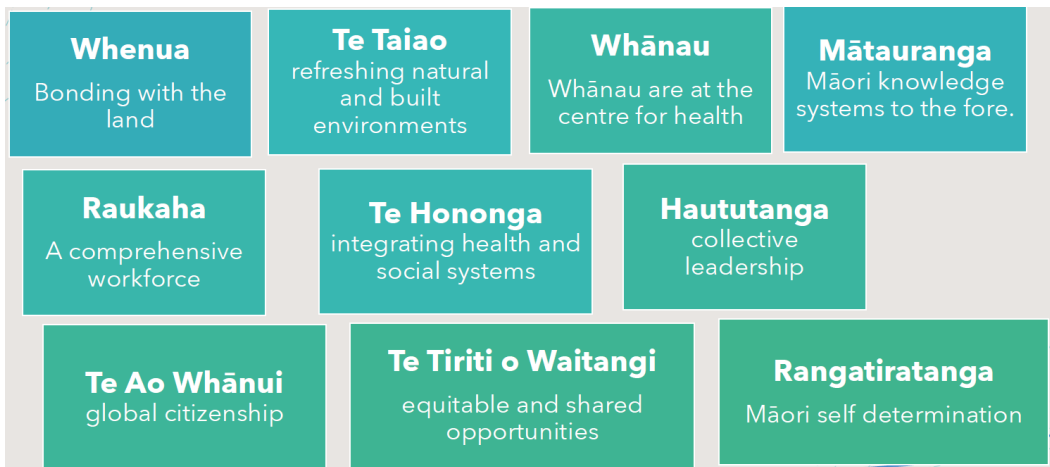 Whenua
Bonding with the
land
Te Taiao
refreshing natural
and built
environments
Whānau
Whānau are at the
centre for health
Mātauranga
Māori knowledge
systems to the fore.
Raukaha
A comprehensive
workforce
Te Hononga
integrating health and
social systems
Haututanga
collective
leadership
Te Ao Whānui
global citizenship
Te Tiriti o Waitangi
equitable and shared
opportunities
Rangatiratanga
Māori self determination